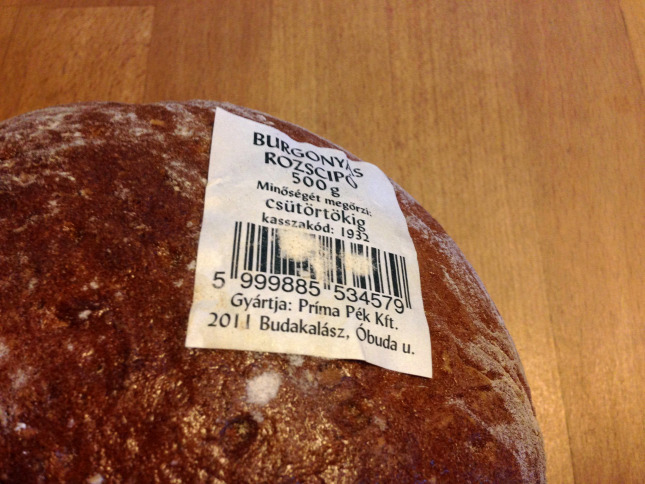 BURGONYÁS
ROZSCIPÓ
500 g
Minőségét megőrzi:
csütörtökig
kasszakód: 1932
5 999885 534579
Gyártja: Príma Pék Kft.
2011 Budakalász, Óbuda u.